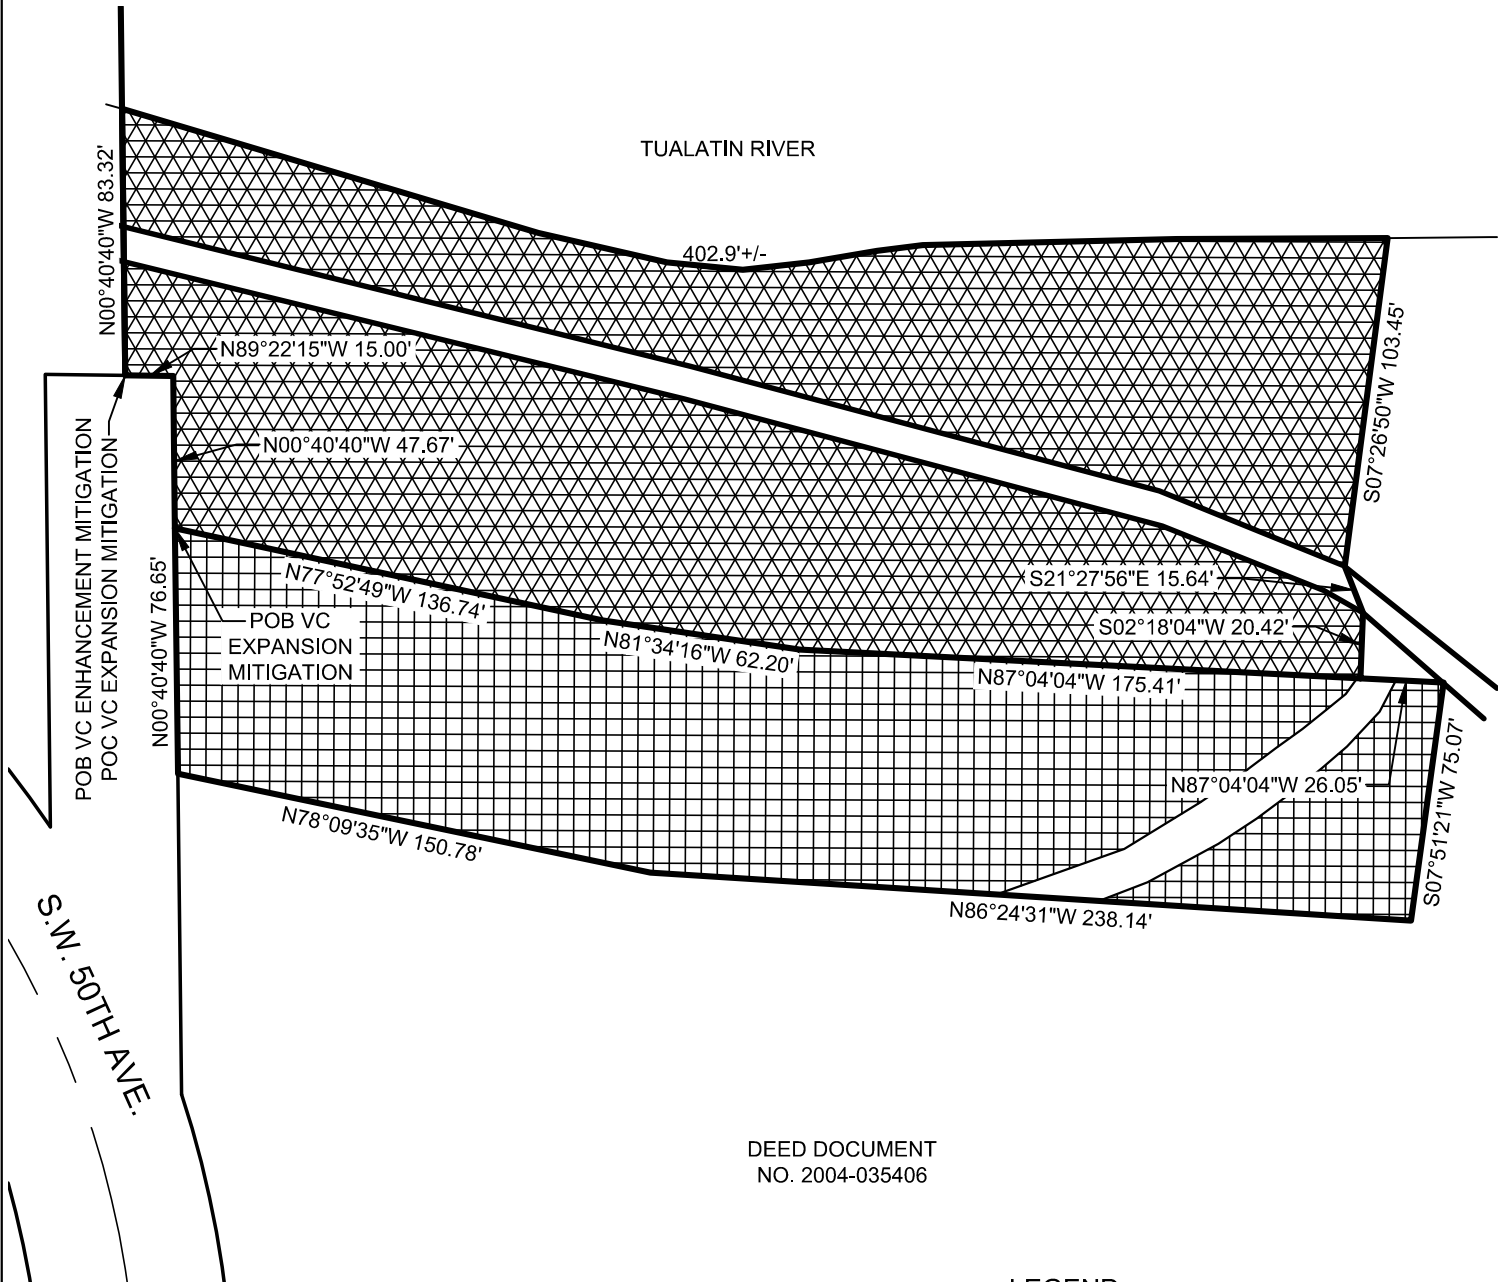 TUALATIN RIVER
402.9'+/-
N00°40'40"W 83.32'
N89°22'15"W 15.00'
S07°26'50"W 103.45'
N00°40'40"W 47.67'
POB VC ENHANCEMENT MITIGATION
POC VC EXPANSION MITIGATION
S21°27'56"E 15.64'
S02°18'04"W 20.42'
N77°52'49"W 136.74'
N00°40'40"W 76.65'
POB VC
EXPANSION
MITIGATION
N81°34'16"W 62.20'
N87°04'04"W 175.41'
N87°04'04"W 26.05'
S07°51'21"W 75.07'
N78°09'35"W 150.78'
N86°24'31"W 238.14'
S.W. 50TH AVE.
DEED DOCUMENT
NO. 2004-035406
LEGEND